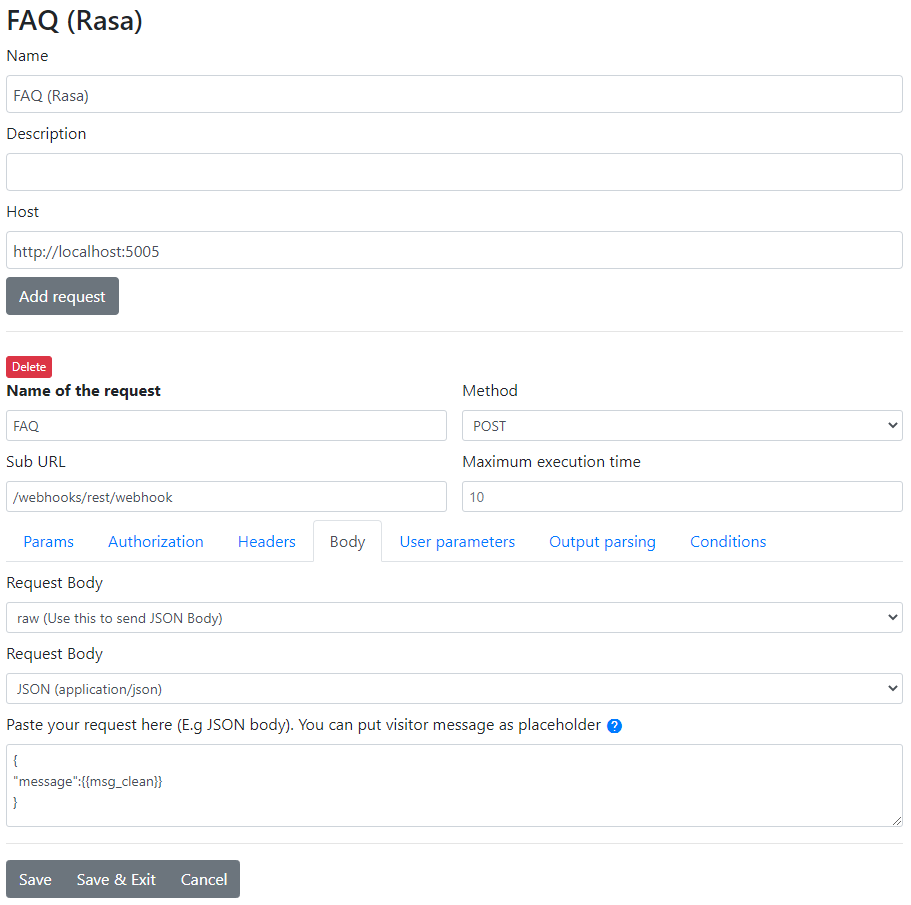 FAQ (Rasa)
Name
FAQ (Rasa)
Description
Host
http://localhost:5005
Add request
Delete
Name of the request
Method
FAQ
POST
Sub URL
Maximum execution time
/webhooks/rest/webhook
10
Params Authorization Headers Body User parameters Output parsing Conditions
Request Body
raw (Use this to send JSON Body)
Request Body
JSON (application/json)
Paste your request here (E.g JSON body). You can put visitor message as placeholder ?
{
"message":{{msg_clean}}
}
Save Save & Exit Cancel